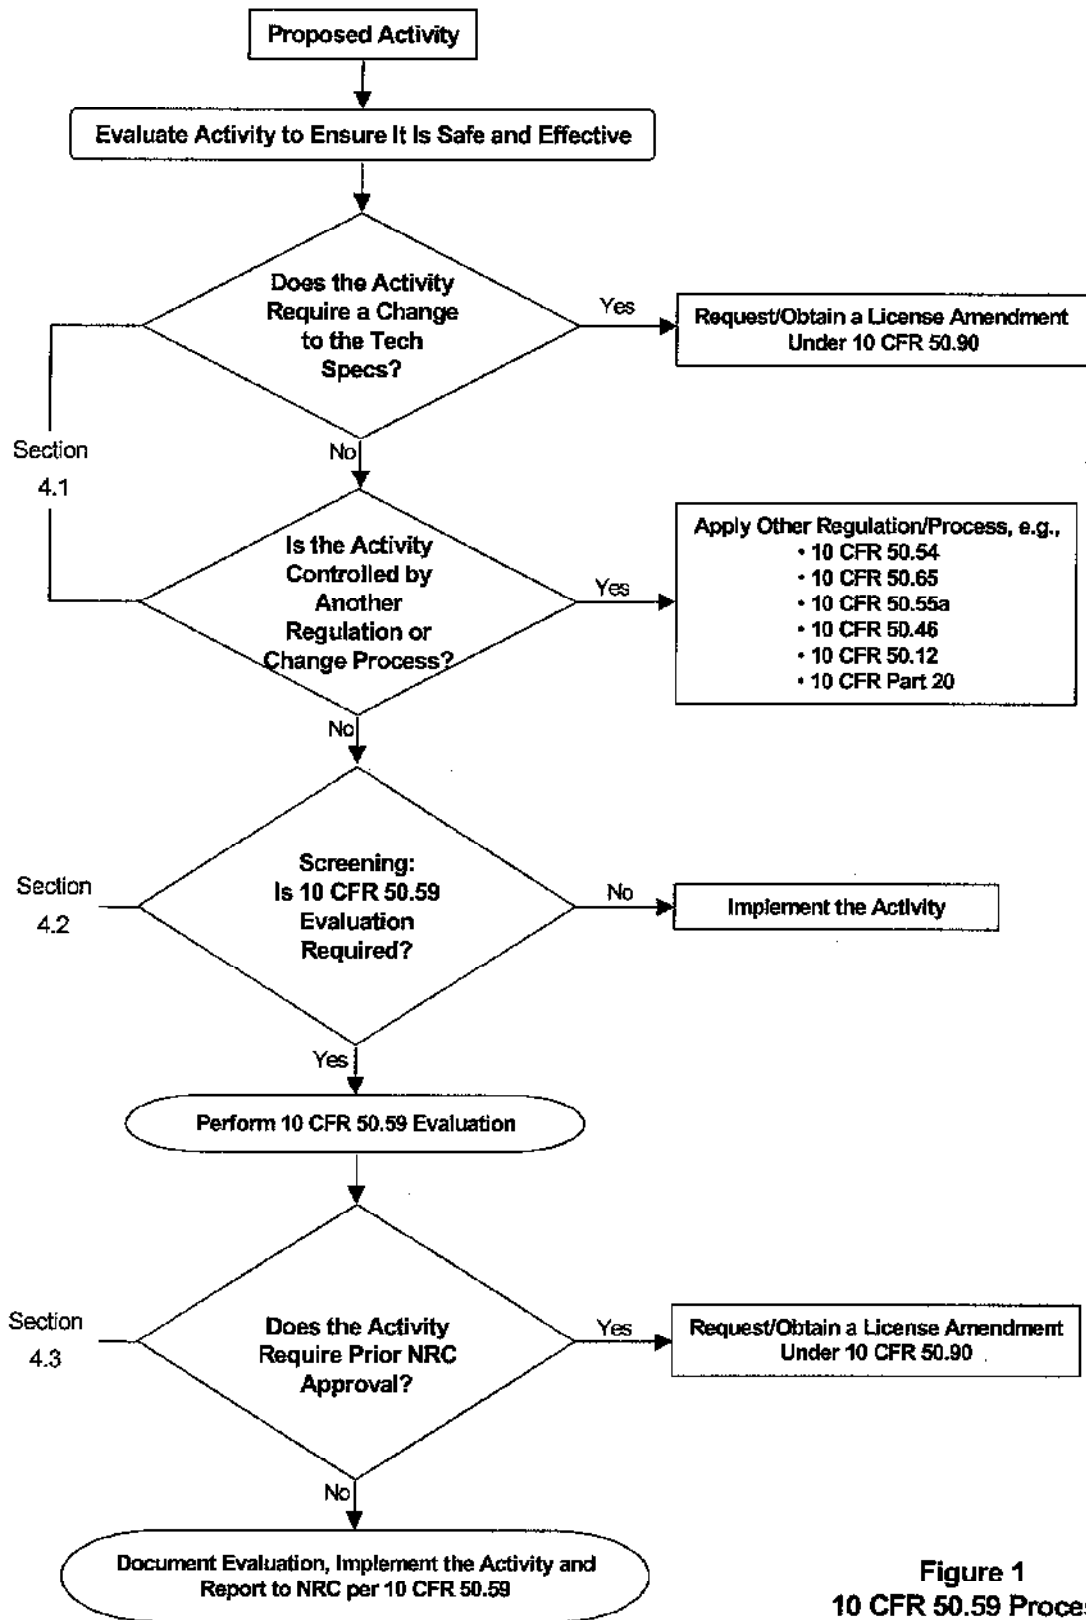 Proposed Activity
Evaluate Activity to Ensure It Is Safe and Effective
Does the Activity
Require a Change
to the Tech
Specs?
Yes
Request/Obtain a License Amendment
Under 10 CFR 50.90
Section
4.1
No
Is the Activity
Controlled by
Another
Regulation or
Change Process?
Yes
Apply Other Regulation/Process, e.g.,
• 10 CFR 50.54
• 10 CFR 50.65
• 10 CFR 50.55a
• 10 CFR 50.46
• 10 CFR 50.12
• 10 CFR Part 20
No
Section
4.2
Screening:
Is 10 CFR 50.59
Evaluation
Required?
No
Implement the Activity
Yes
Perform 10 CFR 50.59 Evaluation
Section
4.3
Does the Activity
Require Prior NRC
Approval?
Yes
Request/Obtain a License Amendment
Under 10 CFR 50.90
No
Document Evaluation, Implement the Activity and
Report to NRC per 10 CFR 50.59
Figure 1
10 CFR 50.59